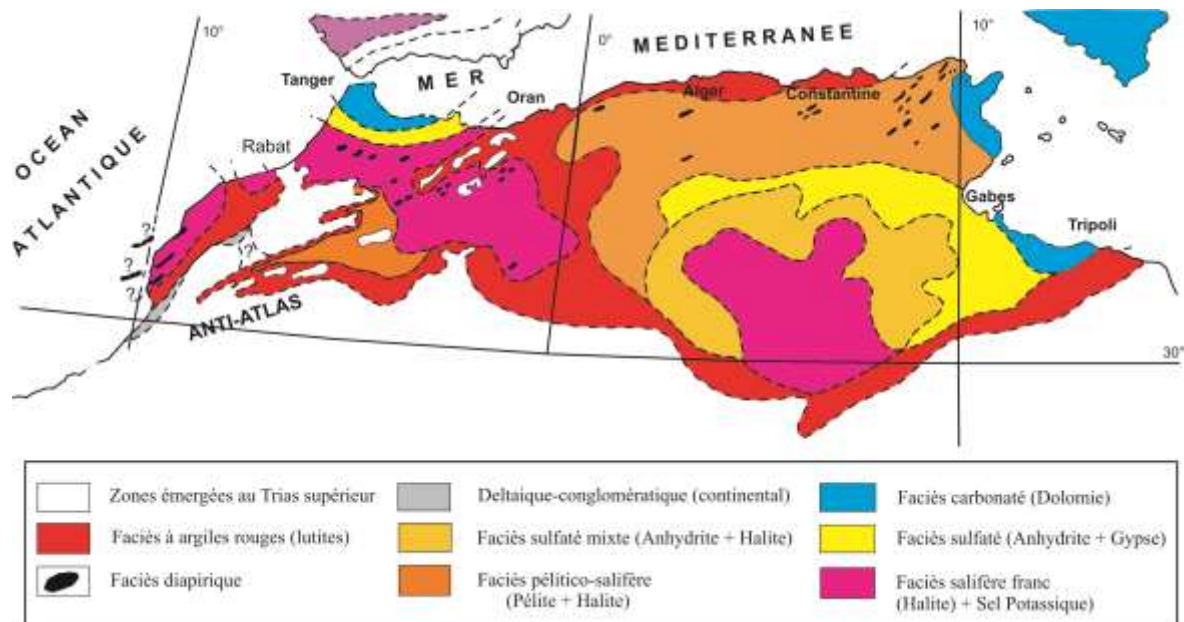 10°
0°
10°
MEDITERRANEE
MER
Tanger
Oran
Alger
Constantine
OCEAN
ATLANTIQUE
Rabat
Gabes
Tripoli
?
?
?
?
?
ANTI-ATLAS
30°
Zones émergées au Trias supérieur
Deltaique-conglomératique (continental)
Faciès carbonaté (Dolomie)
Faciès à argiles rouges (lutites)
Faciès sulfaté mixte (Anhydrite + Halite)
Faciès sulfaté (Anhydrite + Gypse)
Faciès diapirique
Faciès pélitico-salifère
(Pélite + Halite)
Faciès salifère franc
(Halite) + Sel Potassique)